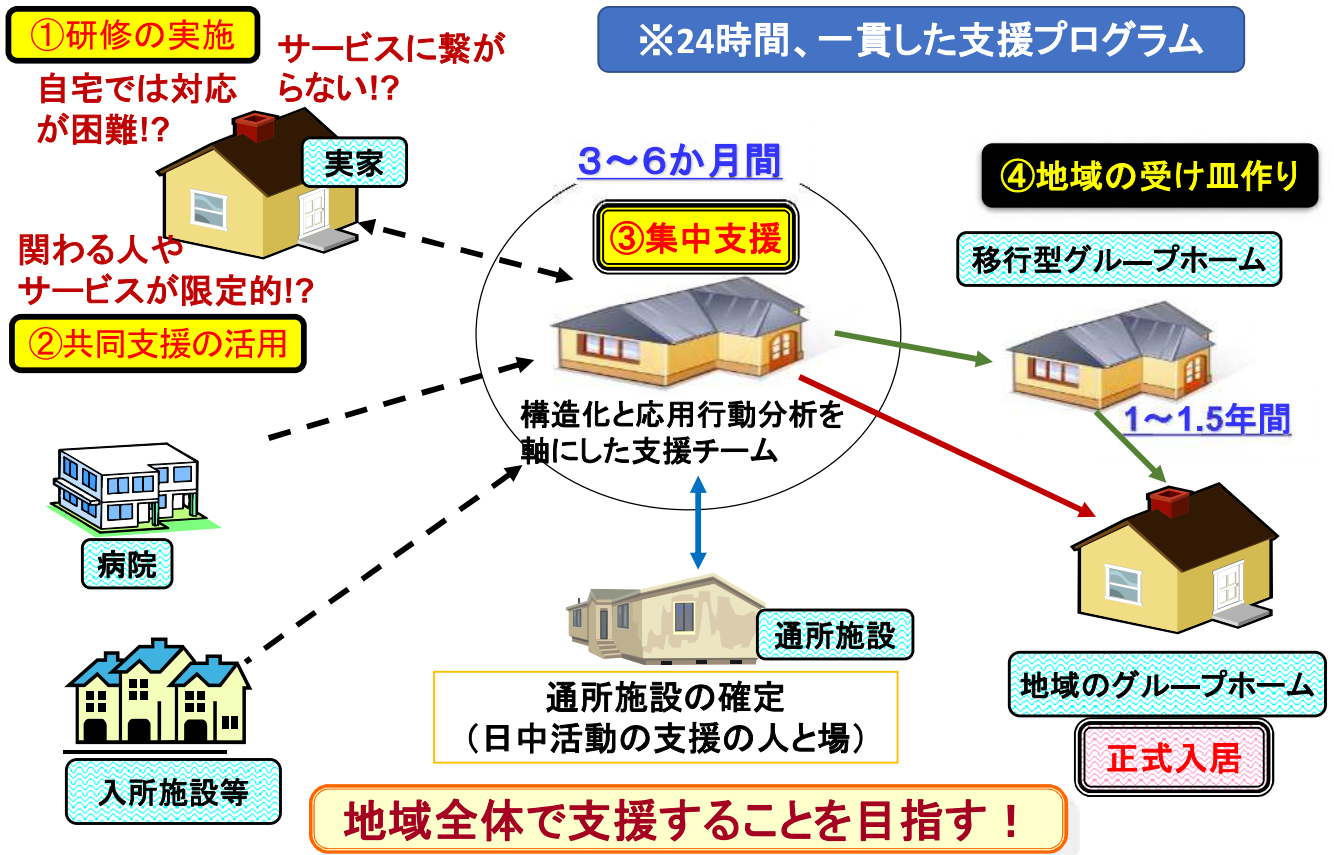 ①研修の実施
サービスに繋が
らない!?
自宅では対応
が困難!?
実家
関わる人や
サービスが限定的!?
②共同支援の活用
病院
入所施設等
※24時間、一貫した支援プログラム
３～６か月間
③集中支援
構造化と応用行動分析を
軸にした支援チーム
通所施設
通所施設の確定
（日中活動の支援の人と場）
④地域の受け皿作り
移行型グループホーム
1～1.5年間
地域のグループホーム
正式入居
地域全体で支援することを目指す！